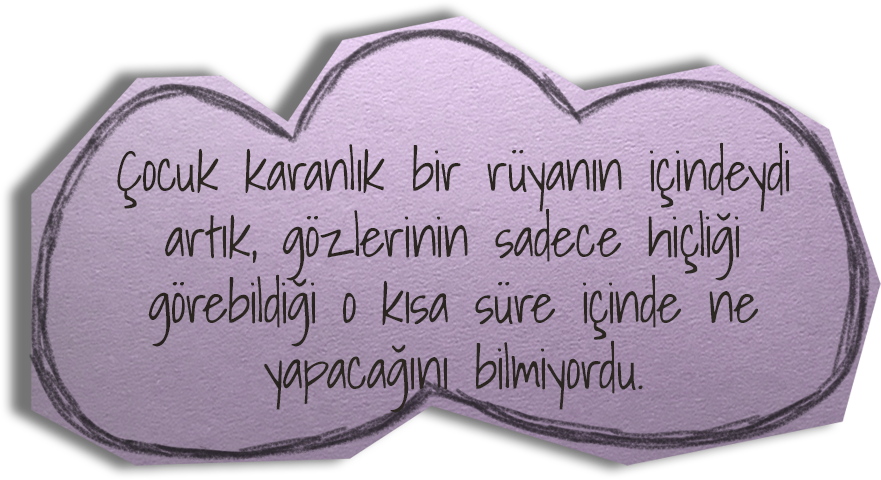 Çocuk karanlık bir rüyanın içindeydi
artık, gözlerinin sadece hiçliği
görebildiği o kısa süre içinde ne
yapacağını bilmiyordu.